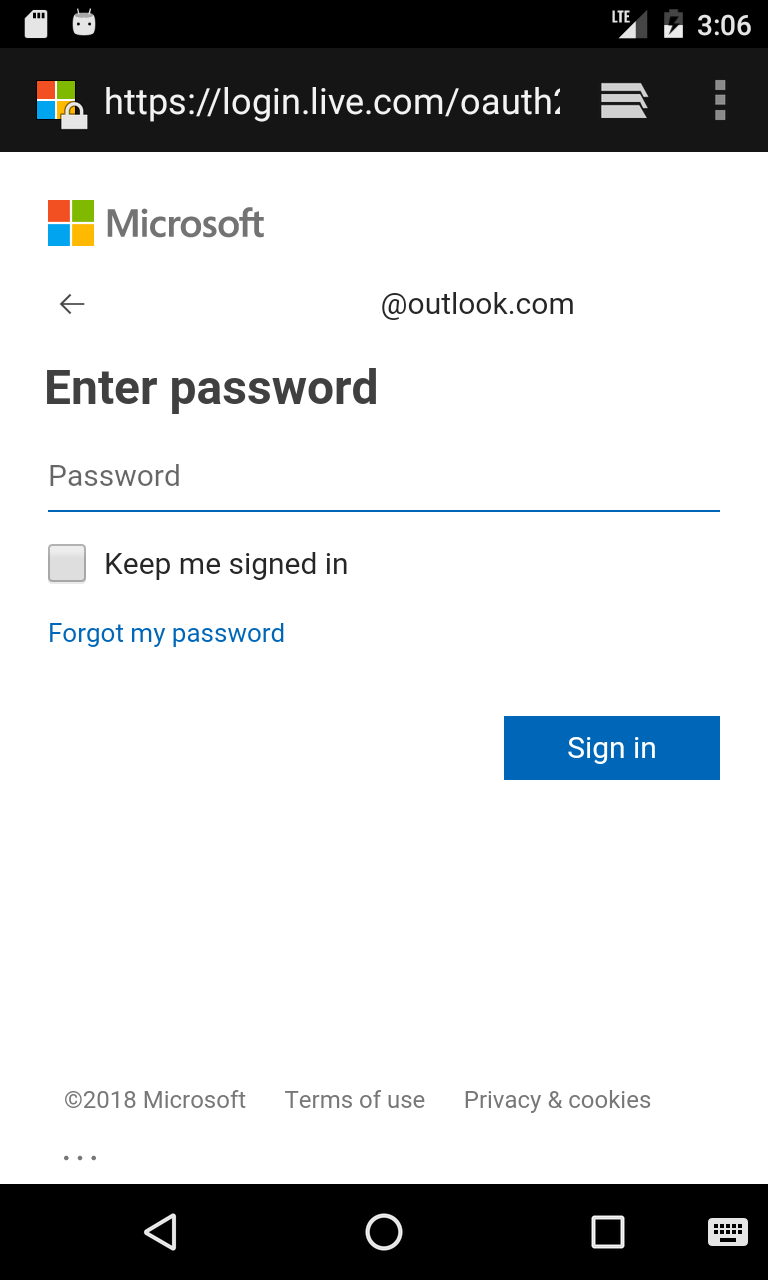 LTE 3:06
https://login.live.com/oauth2
Microsoft
@outlook.com
Enter password
Password
Keep me signed in
Forgot my password
Sign in
©2018 Microsoft Terms of use Privacy & cookies
...